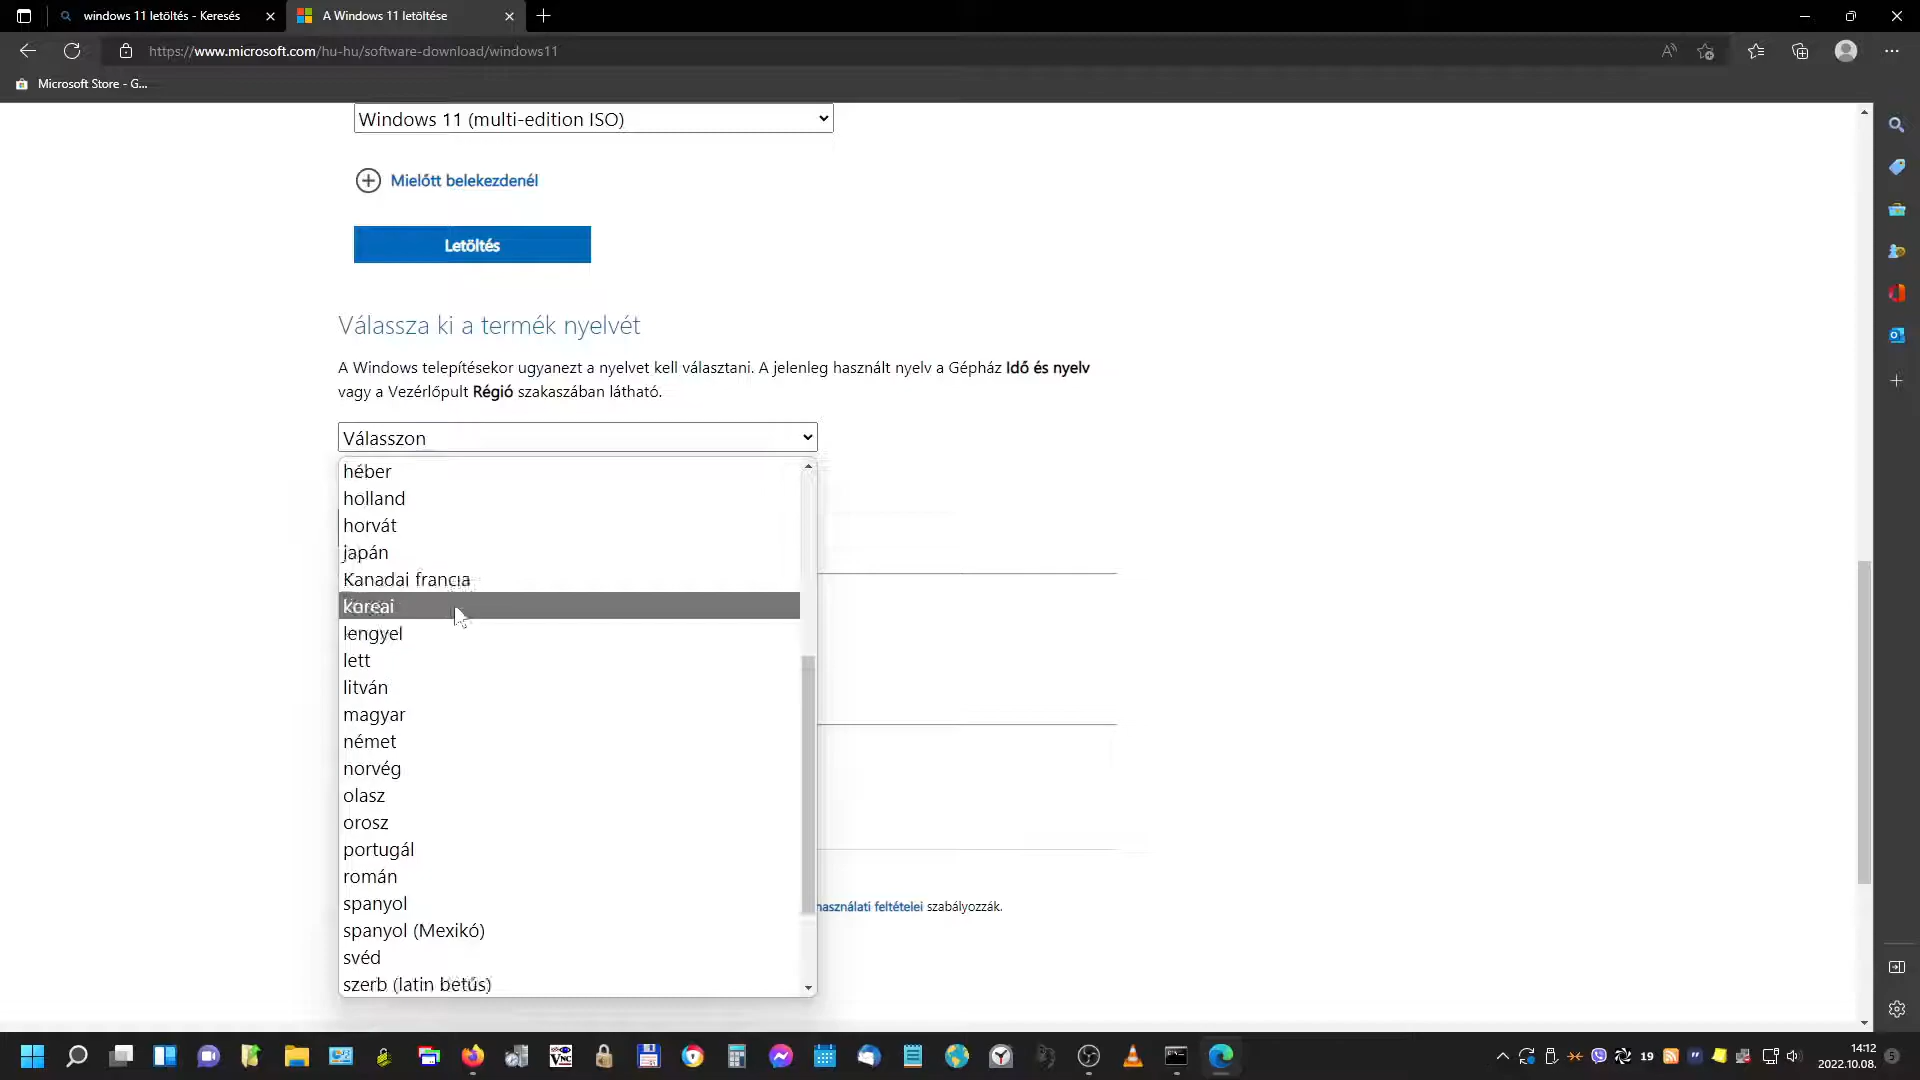 windows 11 letöltés - Keresés
A Windows 11 letöltése
https://www.microsoft.com/hu-hu/software-download/windows11
Microsoft Store - G...
Windows 11 (multi-edition ISO)
Mielőtt belekezdenél
Letöltés
Válassza ki a termék nyelvét
A Windows telepítésekor ugyanezt a nyelvet kell választani. A jelenleg használt nyelv a Gépház Idő és nyelv
vagy a Vezérlőpult Régió szakaszában látható.
Válasszon
héber
holland
horvát
japán
Kanadai francia
koreai
lengyel
lett
litván
magyar
német
norvég
olasz
orosz
portugál
román
spanyol
használati feltételei szabályozzák.
spanyol (Mexikó)
svéd
szerb (latin betűs)
VNC
19
14:12
2022.10.08.
5